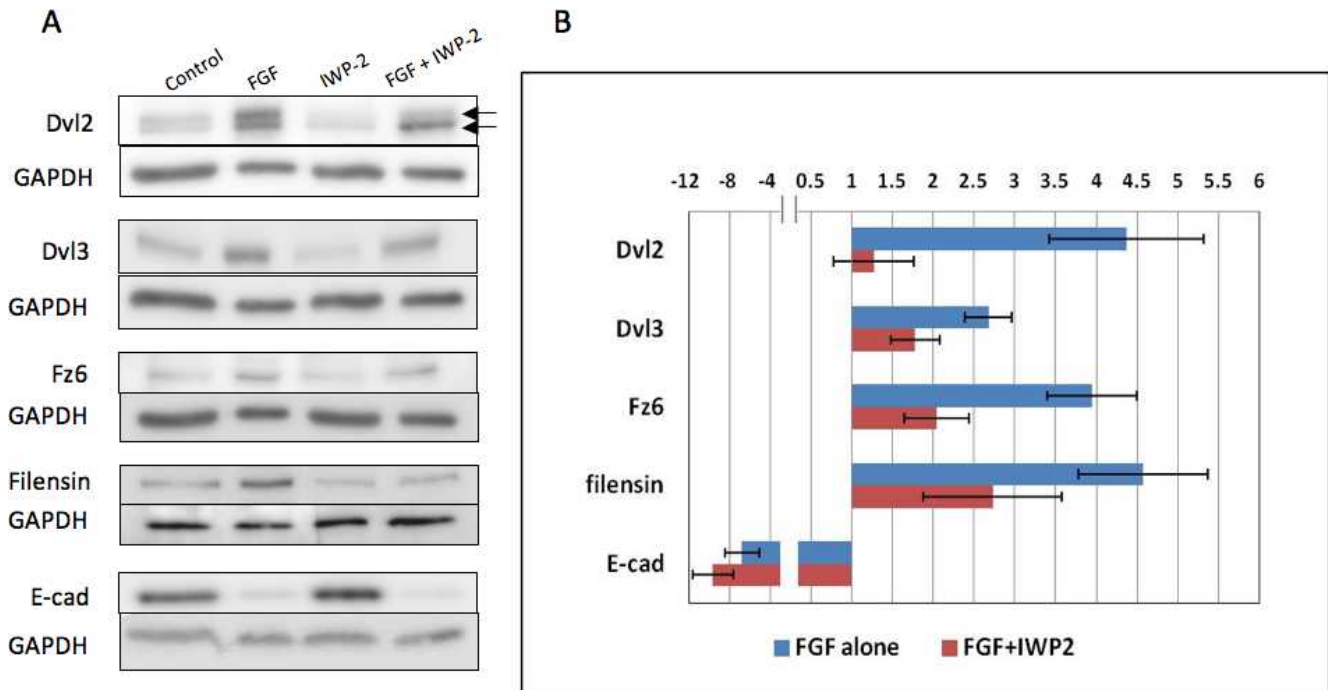 A
B
Control
FGF
IWP-2
FGF + IWP-2
Dvl2
GAPDH
Dvl3
GAPDH
Fz6
GAPDH
Filensin
GAPDH
E-cad
GAPDH
-12 -8 -4 0.5 1 1.5 2 2.5 3 3.5 4 4.5 5 5.5 6
Dvl2
Dvl3
Fz6
filensin
E-cad
FGF alone FGF+IWP2